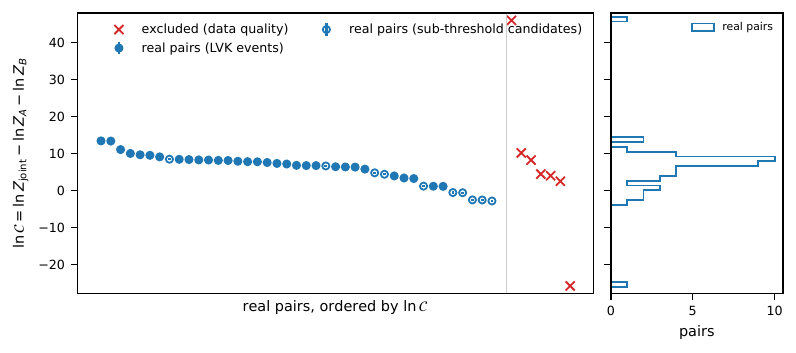 excluded (data quality)
real pairs (LVK events)
real pairs (sub-threshold candidates)
real pairs
ln 𝒞 = ln Z_joint − ln Z_A − ln Z_B
40
30
20
10
0
−10
−20
real pairs, ordered by ln 𝒞
0
5
10
pairs